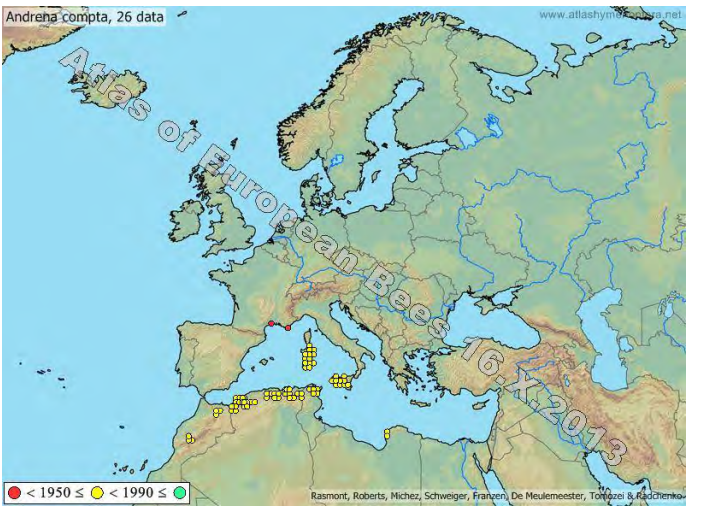 Andrena compta, 26 data
www.atlashymenoptera.net
Atlas of European Bees 16.X.2013
< 1950 ≤ < 1990 ≤
Rasmont, Roberts, Michez, Schweiger, Franzen, De Meulemeester, Tomozei & Radchenko